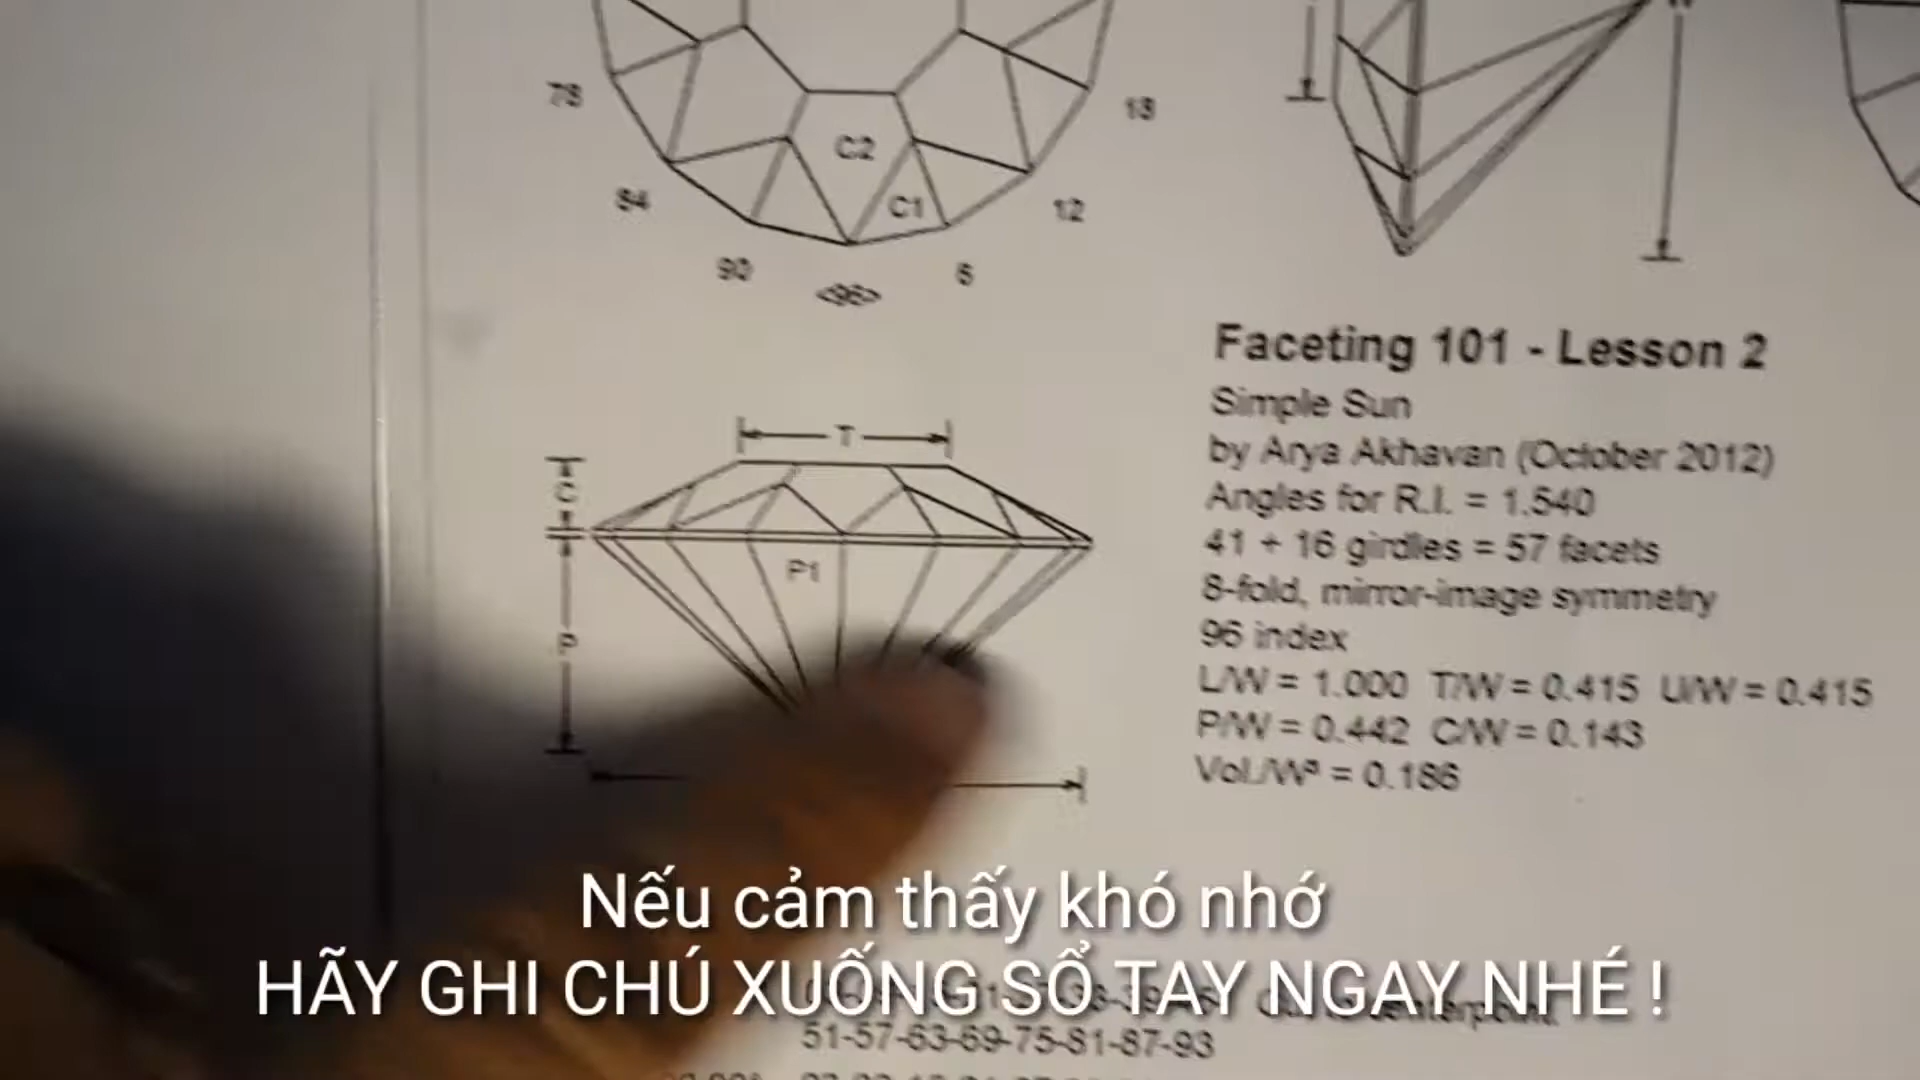 78
18
C2
84
C1
12
90
6
<96>
Faceting 101 - Lesson 2
Simple Sun
T
by Arya Akhavan (October 2012)
C
Angles for R.I. = 1.540
41 + 16 girdles = 57 facets
P1
8-fold, mirror-image symmetry
96 index
P
L/W = 1.000 T/W = 0.415 U/W = 0.415
P/W = 0.442 C/W = 0.143
Vol./W³ = 0.186
Nếu cảm thấy khó nhớ
HÃY GHI CHÚ XUỐNG SỔ TAY NGAY NHÉ !
51-57-63-69-75-81-87-93